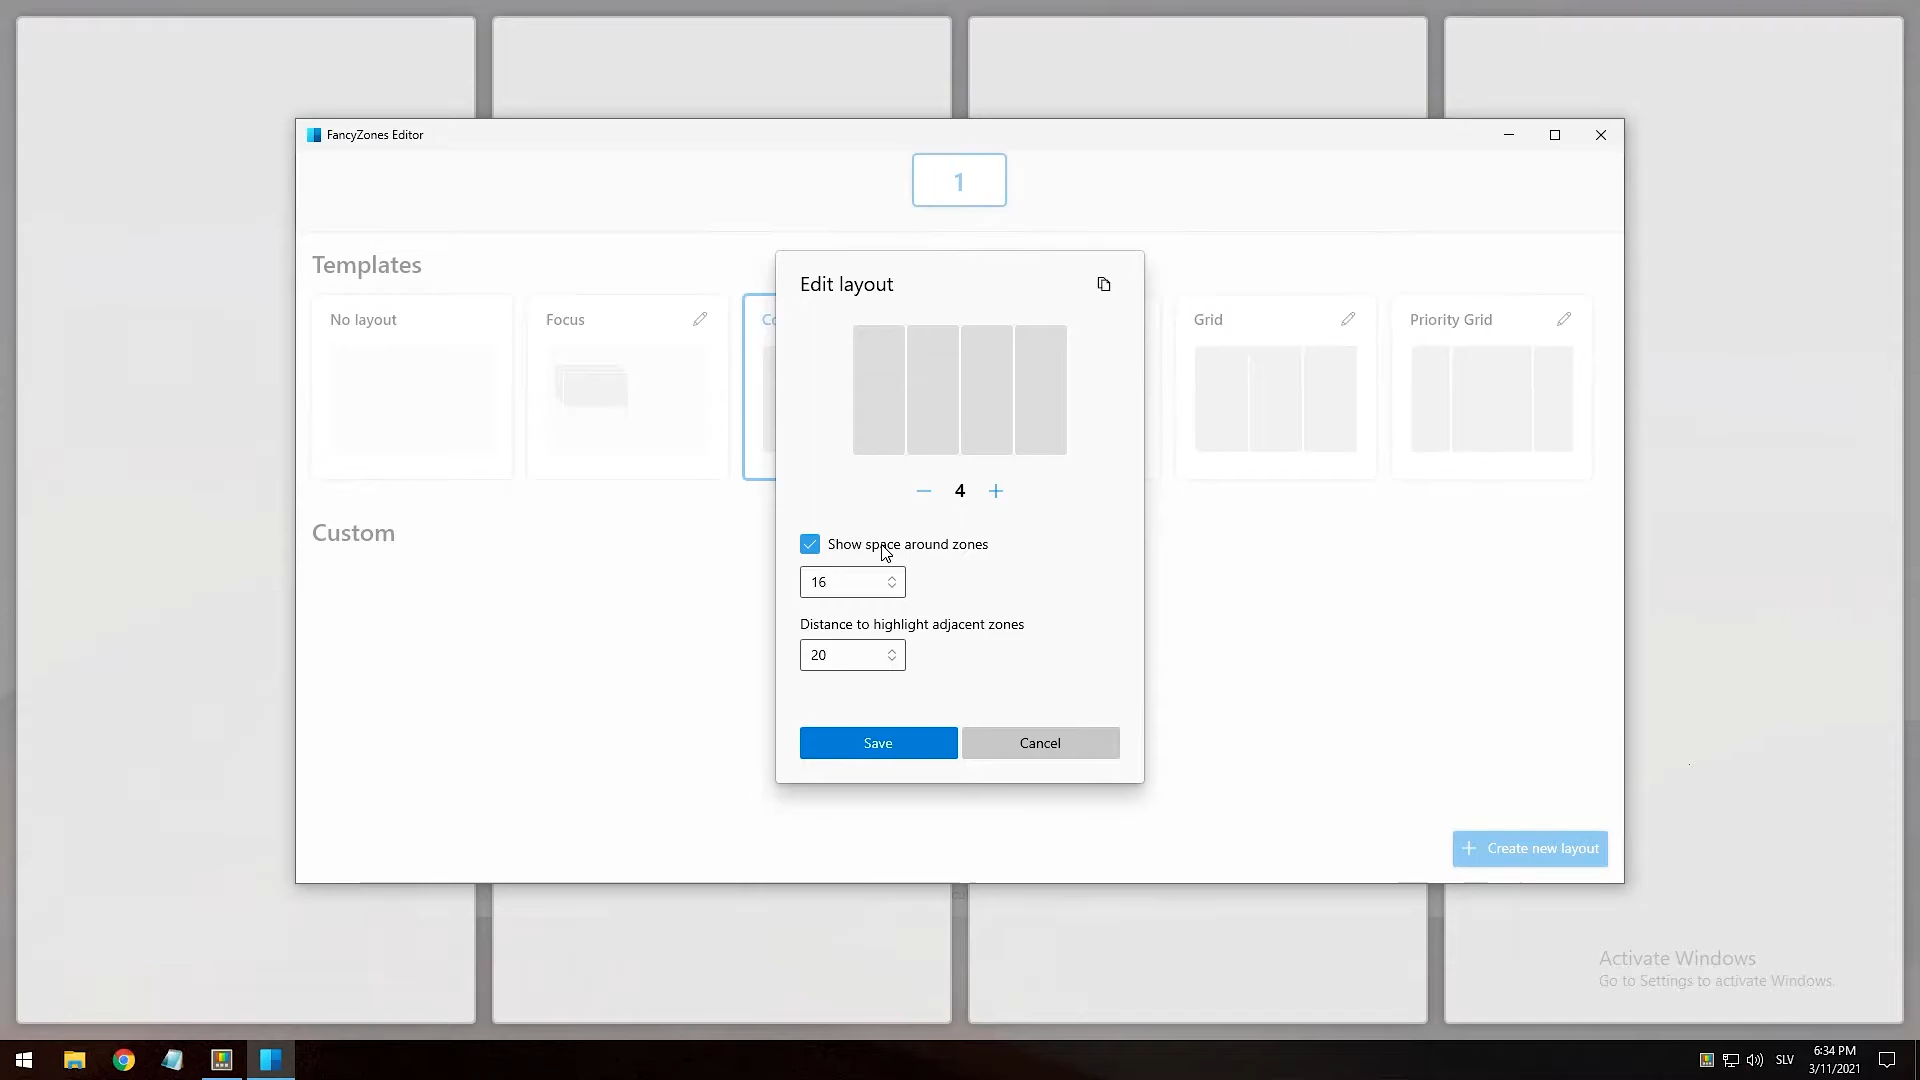 FancyZones Editor
1
Templates
Edit layout
No layout
Focus
Co
Grid
Priority Grid
4
Custom
Show space around zones
16
Distance to highlight adjacent zones
20
Save
Cancel
Create new layout
Activate Windows
Go to Settings to activate Windows.
SLV
6:34 PM
3/11/2021